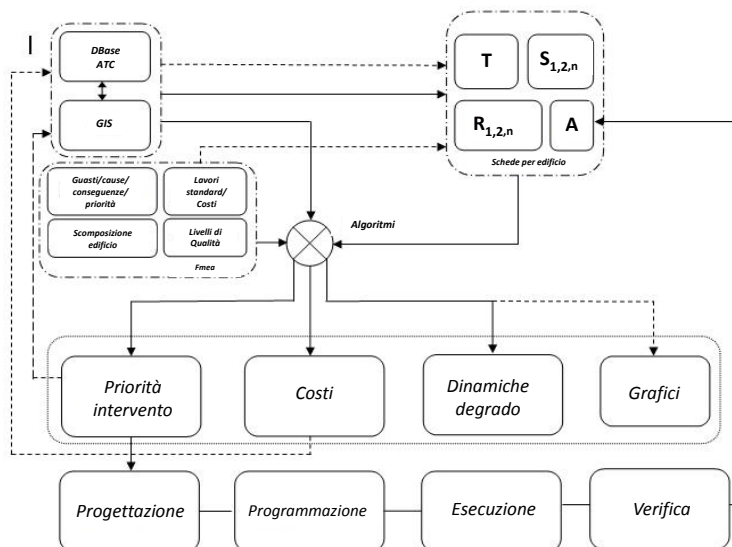 I
DBase
ATC
GIS
T
S1,2,n
R1,2,n
A
Schede per edificio
Guasti/cause/
conseguenze/
priorità
Lavori
standard/
Costi
Scomposizione
edificio
Livelli di
Qualità
Fmea
Algoritmi
Priorità
intervento
Costi
Dinamiche
degrado
Grafici
Progettazione
Programmazione
Esecuzione
Verifica